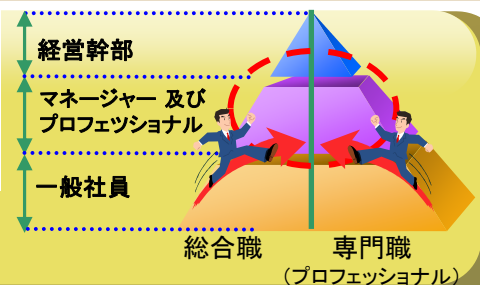 経営幹部
マネージャー 及び
プロフェツショナル
一般社員
総合職
専門職
（プロフェッショナル）